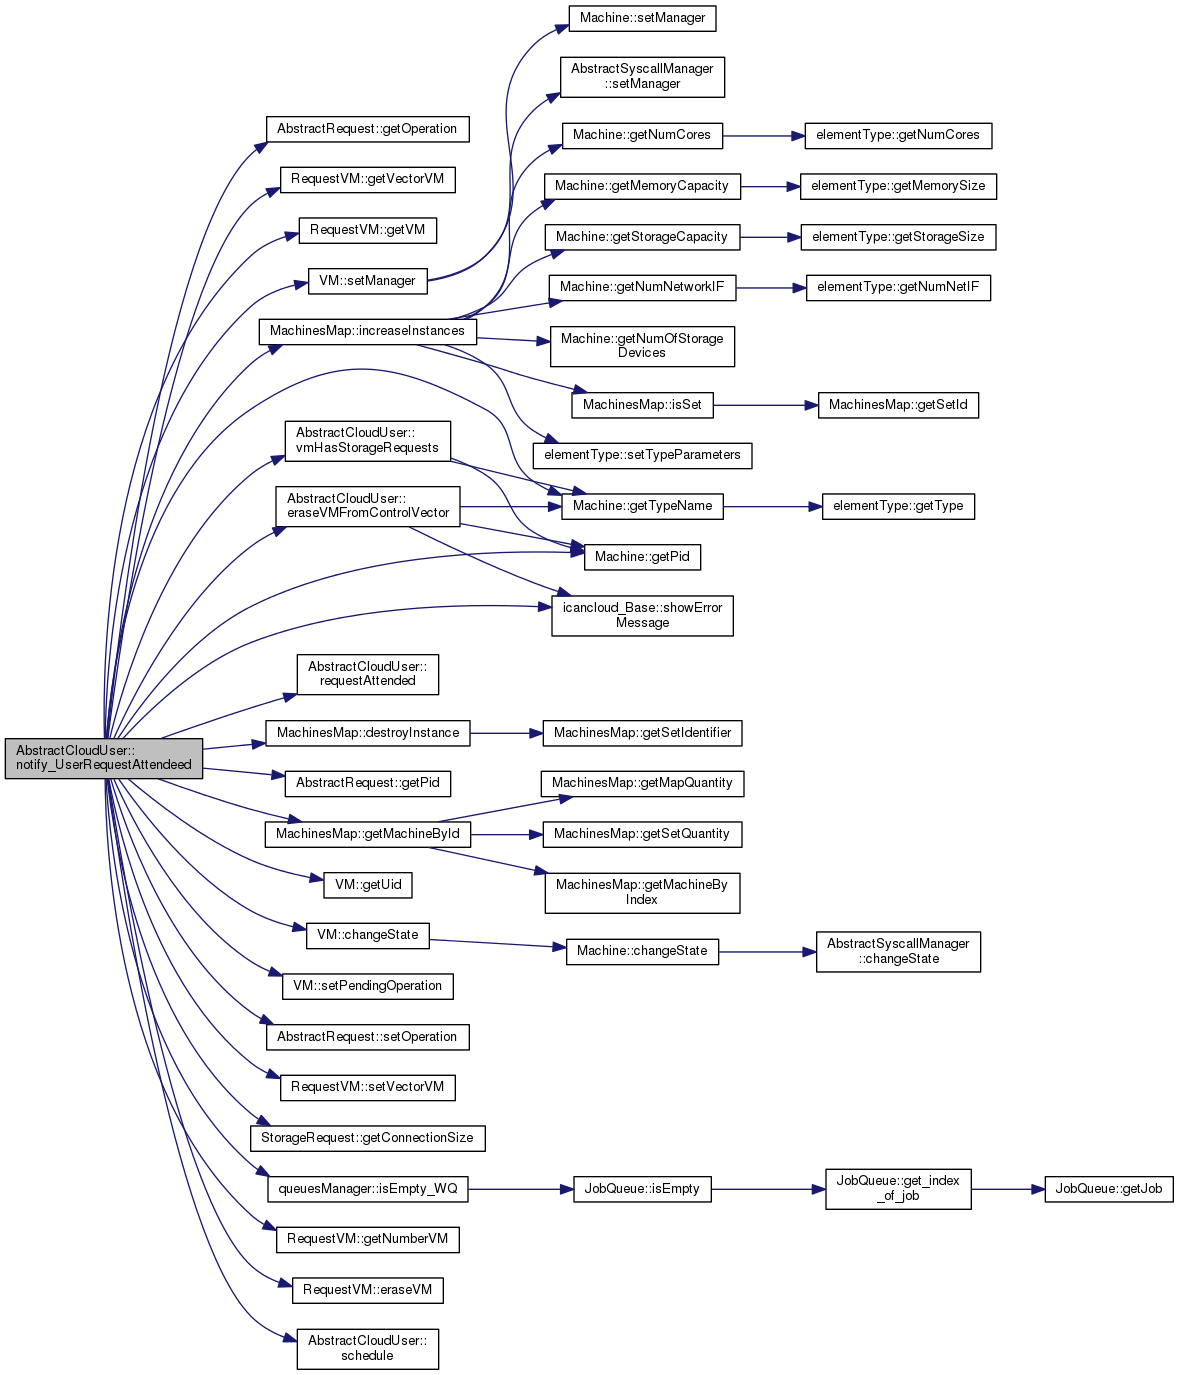 Machine::setManager
AbstractSyscallManager
::setManager
AbstractRequest::getOperation
Machine::getNumCores
elementType::getNumCores
RequestVM::getVectorVM
Machine::getMemoryCapacity
elementType::getMemorySize
RequestVM::getVM
Machine::getStorageCapacity
elementType::getStorageSize
VM::setManager
Machine::getNumNetworkIF
elementType::getNumNetIF
MachinesMap::increaseInstances
Machine::getNumOfStorage
Devices
MachinesMap::isSet
MachinesMap::getSetId
AbstractCloudUser::
vmHasStorageRequests
elementType::setTypeParameters
AbstractCloudUser::
eraseVMFromControlVector
Machine::getTypeName
elementType::getType
Machine::getPid
icancloud_Base::showError
Message
AbstractCloudUser::
requestAttended
MachinesMap::destroyInstance
MachinesMap::getSetIdentifier
AbstractCloudUser::
notify_UserRequestAttendeed
AbstractRequest::getPid
MachinesMap::getMapQuantity
MachinesMap::getMachineById
MachinesMap::getSetQuantity
VM::getUid
MachinesMap::getMachineBy
Index
VM::changeState
Machine::changeState
AbstractSyscallManager
::changeState
VM::setPendingOperation
AbstractRequest::setOperation
RequestVM::setVectorVM
StorageRequest::getConnectionSize
queuesManager::isEmpty_WQ
JobQueue::isEmpty
JobQueue::get_index
_of_job
JobQueue::getJob
RequestVM::getNumberVM
RequestVM::eraseVM
AbstractCloudUser::
schedule